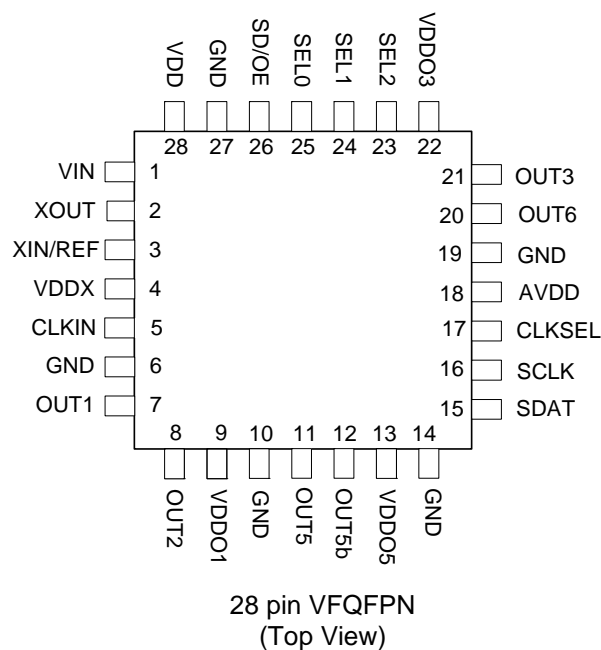 VDD
GND
SD/OE
SEL0
SEL1
SEL2
VDDO3
28 27 26 25 24 23 22
VIN 1
XOUT 2
XIN/REF 3
VDDX 4
CLKIN 5
GND 6
OUT1 7
21 OUT3
20 OUT6
19 GND
18 AVDD
17 CLKSEL
16 SCLK
15 SDAT
8 9 10 11 12 13 14
OUT2
VDDO1
GND
OUT5
OUT5b
VDDO5
GND
28 pin VFQFPN
(Top View)